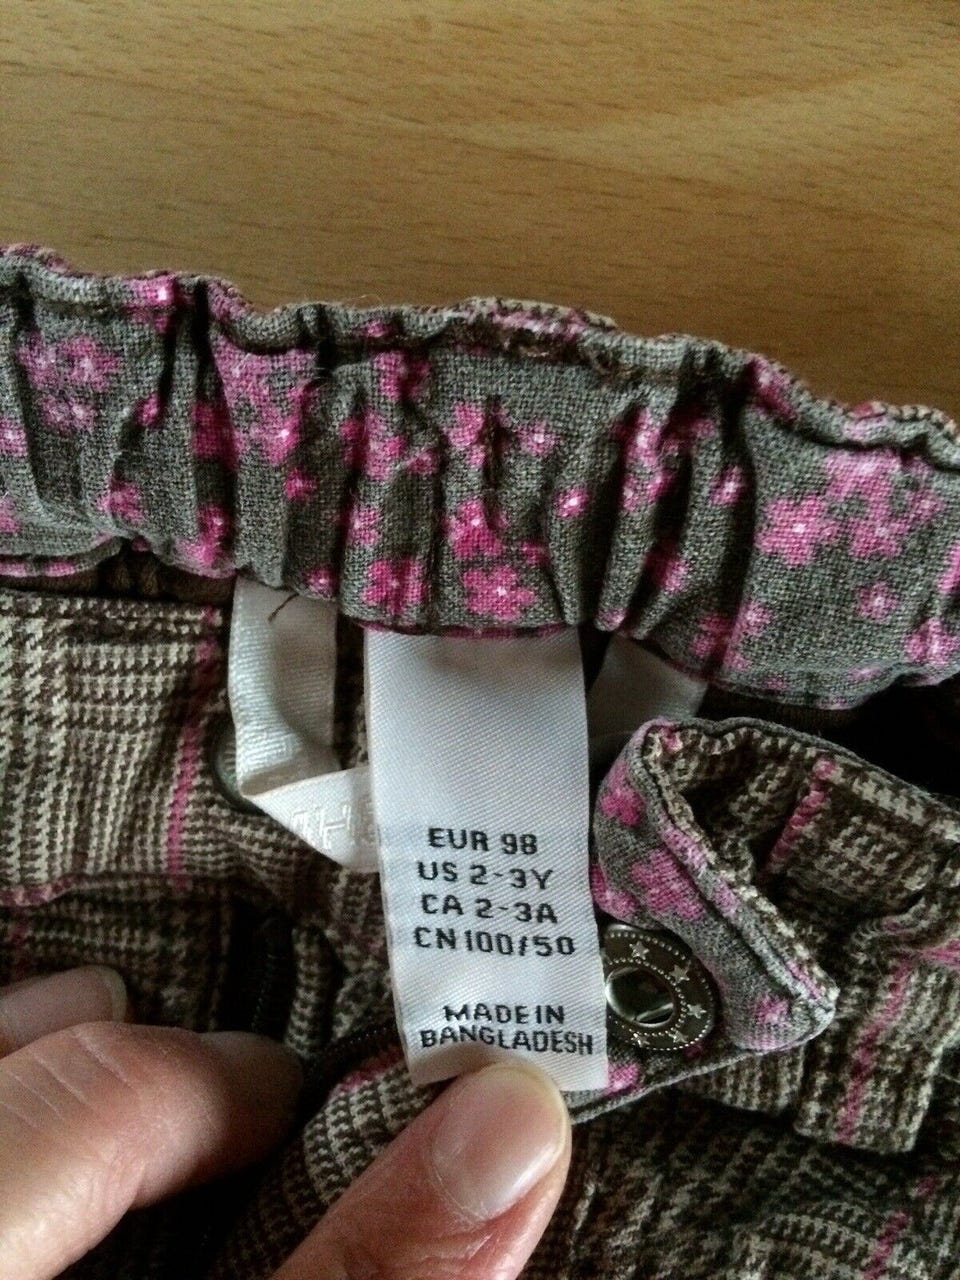 EUR 98
US 2-3Y
CA 2-3A
CN 100/50
MADE IN
BANGLADESH